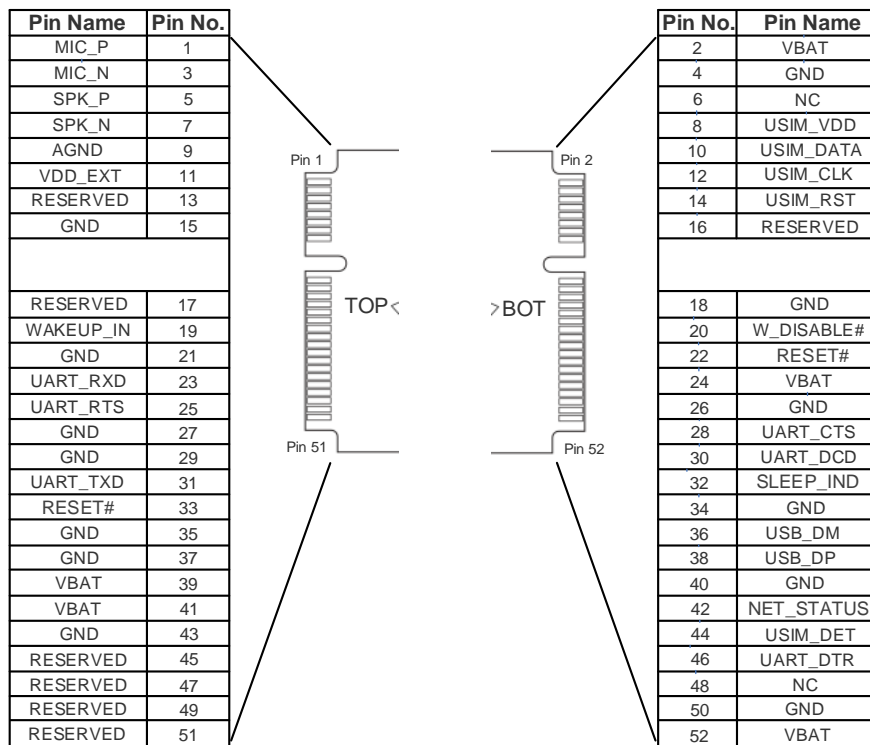 Pin Name Pin No.
MIC_P 1
MIC_N 3
SPK_P 5
SPK_N 7
AGND 9
VDD_EXT 11
RESERVED 13
GND 15
RESERVED 17
WAKEUP_IN 19
GND 21
UART_RXD 23
UART_RTS 25
GND 27
GND 29
UART_TXD 31
RESET# 33
GND 35
GND 37
VBAT 39
VBAT 41
GND 43
RESERVED 45
RESERVED 47
RESERVED 49
RESERVED 51
Pin 1
TOP
Pin 51
Pin 2
BOT
Pin 52
Pin No. Pin Name
2 VBAT
4 GND
6 NC
8 USIM_VDD
10 USIM_DATA
12 USIM_CLK
14 USIM_RST
16 RESERVED
18 GND
20 W_DISABLE#
22 RESET#
24 VBAT
26 GND
28 UART_CTS
30 UART_DCD
32 SLEEP_IND
34 GND
36 USB_DM
38 USB_DP
40 GND
42 NET_STATUS
44 USIM_DET
46 UART_DTR
48 NC
50 GND
52 VBAT